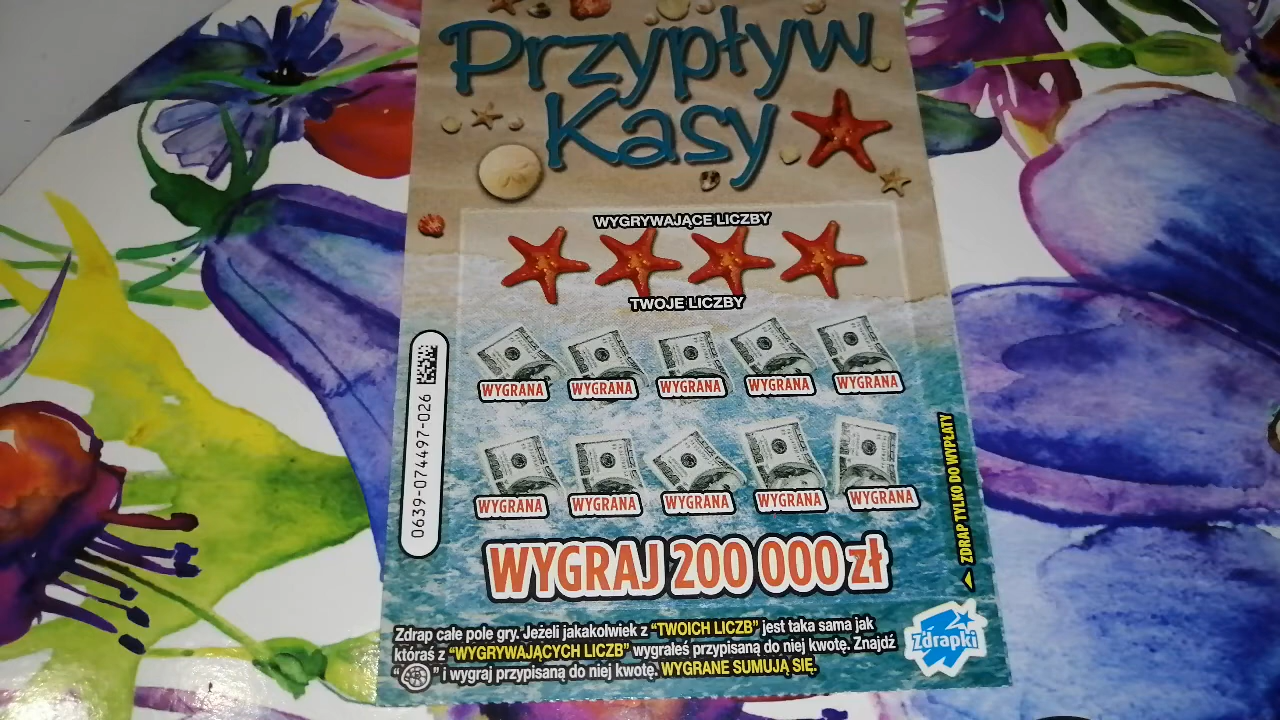 Przypływ
Kasy
WYGRYWAJĄCE LICZBY
TWOJE LICZBY
WYGRANA WYGRANA WYGRANA WYGRANA WYGRANA
WYGRANA WYGRANA WYGRANA WYGRANA WYGRANA
0639-074497-026
ZDRAP TYLKO DO WYPŁATY
WYGRAJ 200 000 zł
Zdrap całe pole gry. Jeżeli jakakolwiek z "TWOICH LICZB" jest taka sama jak
któraś z "WYGRYWAJĄCYCH LICZB" wygrałeś przypisaną do niej kwotę. Znajdź
" " i wygraj przypisaną do niej kwotę. WYGRANE SUMUJĄ SIĘ.
Zdrapki